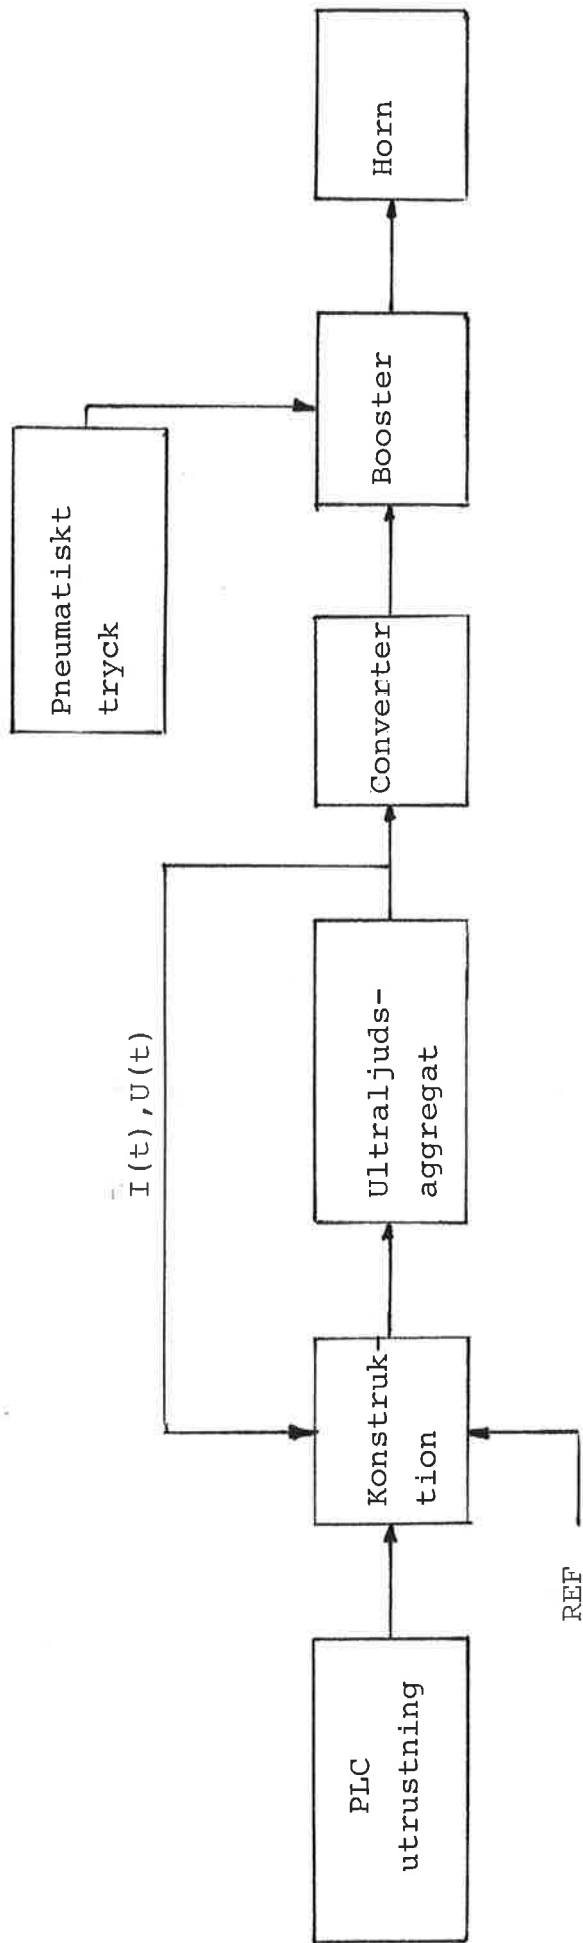 Pneumatiskt
tryck
I(t),U(t)
PLC
utrustning
Konstruk-
tion
Ultraljuds-
aggregat
Converter
Booster
Horn
REF